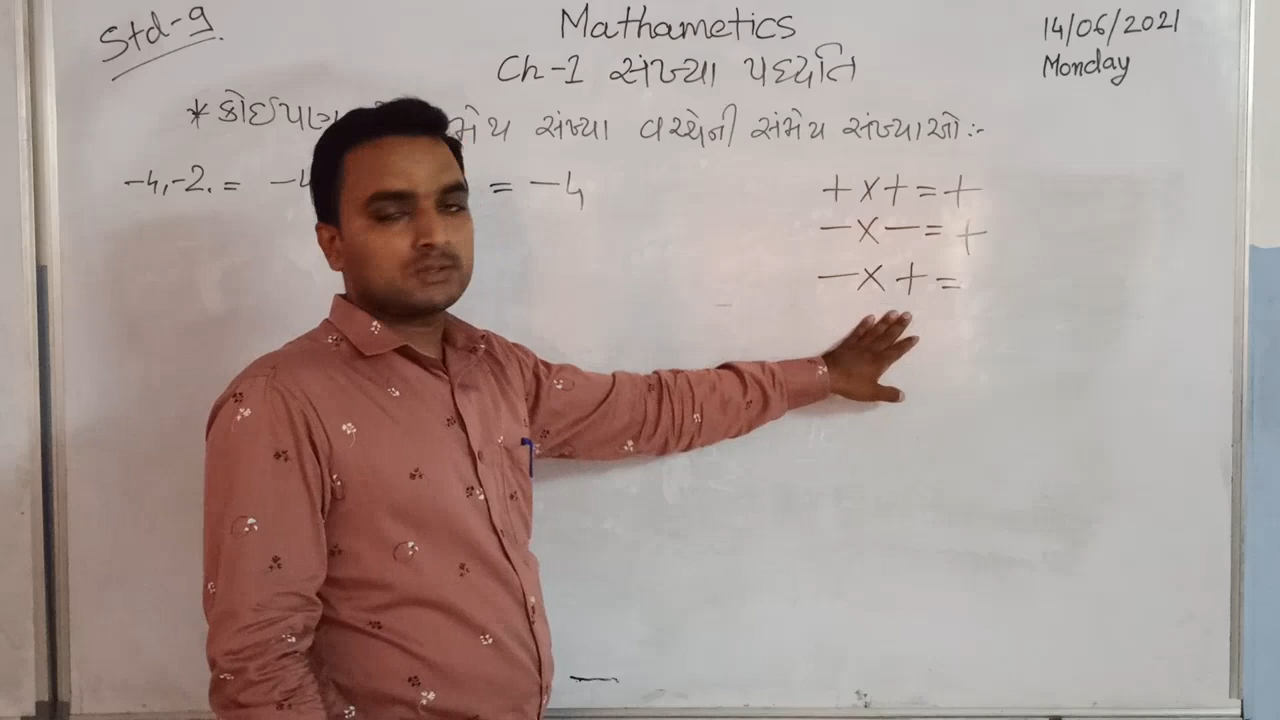 Std-9.
Mathametics
14/06/2021
Monday
Ch-1 સંખ્યા પદ્ધતિ
* કોઈપણ મેય સંખ્યા વચ્ચેની સંમેય સંખ્યાઓ :-
-4,-2. = -4 = -4
+ x + = +
- x - = +
- x + =